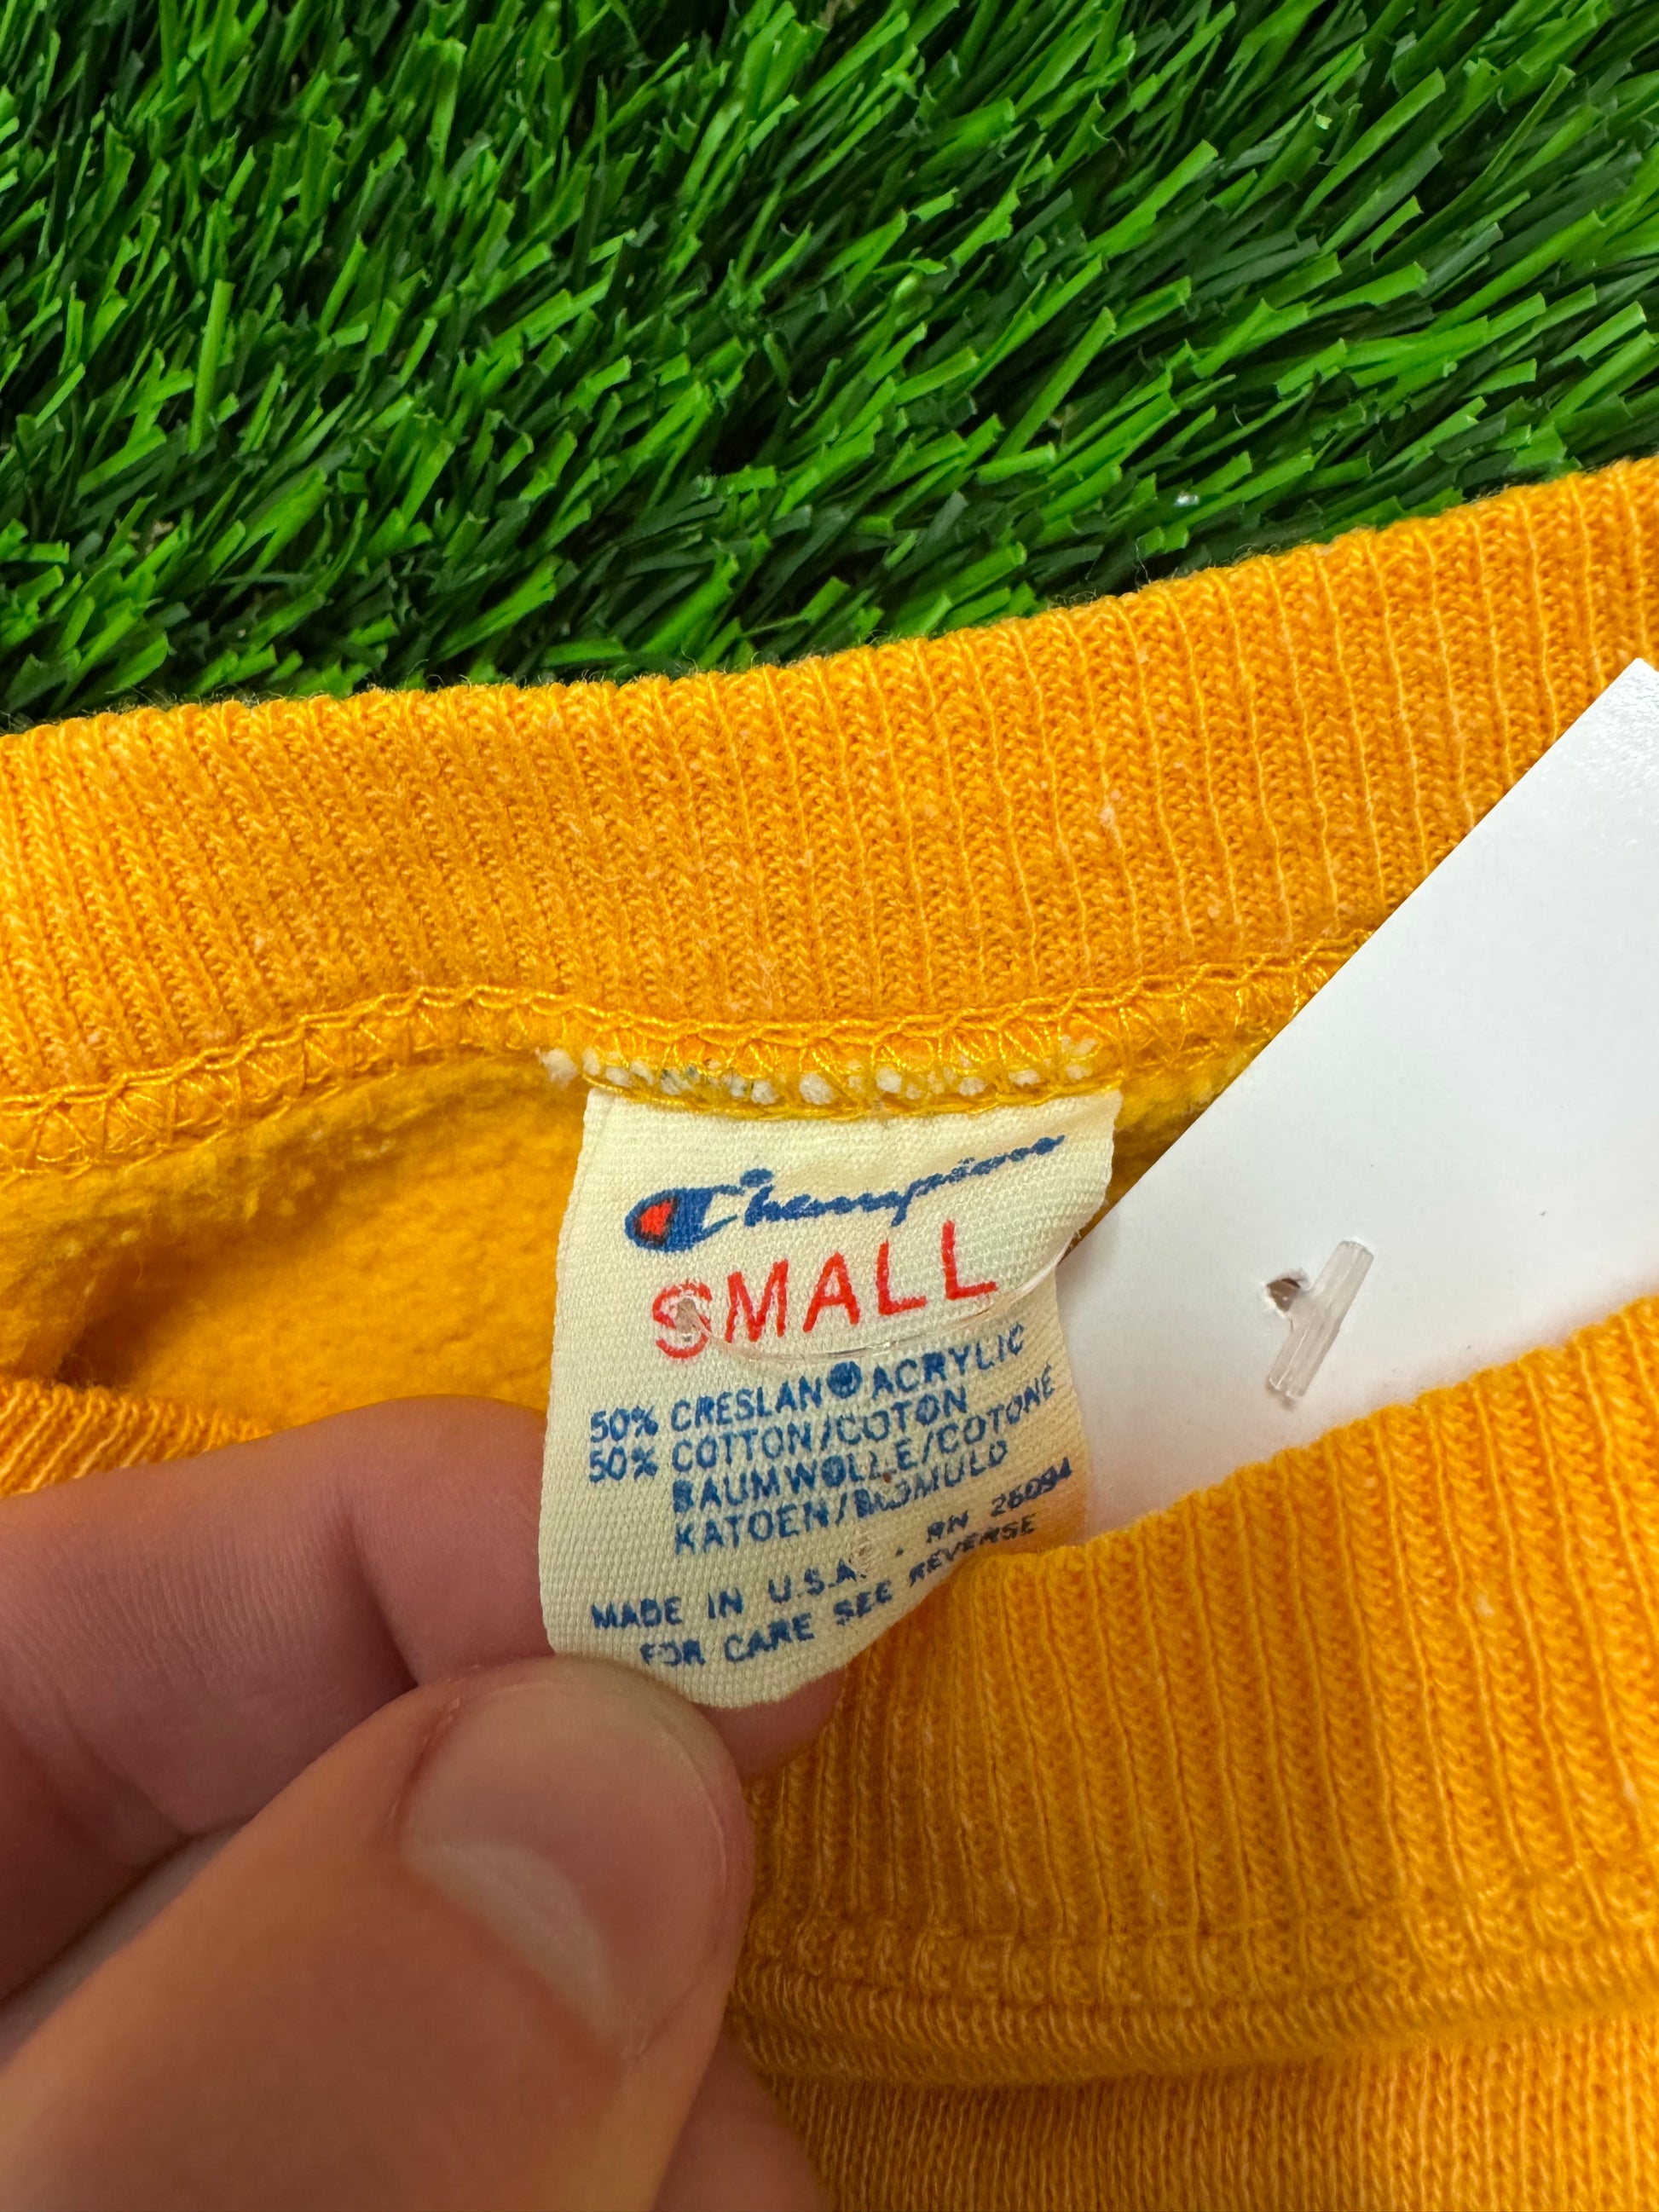 Champion
SMALL
50% CRESLAN® ACRYLIC
50% COTTON/COTON
BAUMWOLLE/COTONE
KATOEN/BOMULD
MADE IN U.S.A. · RN 26094
FOR CARE SEE REVERSE